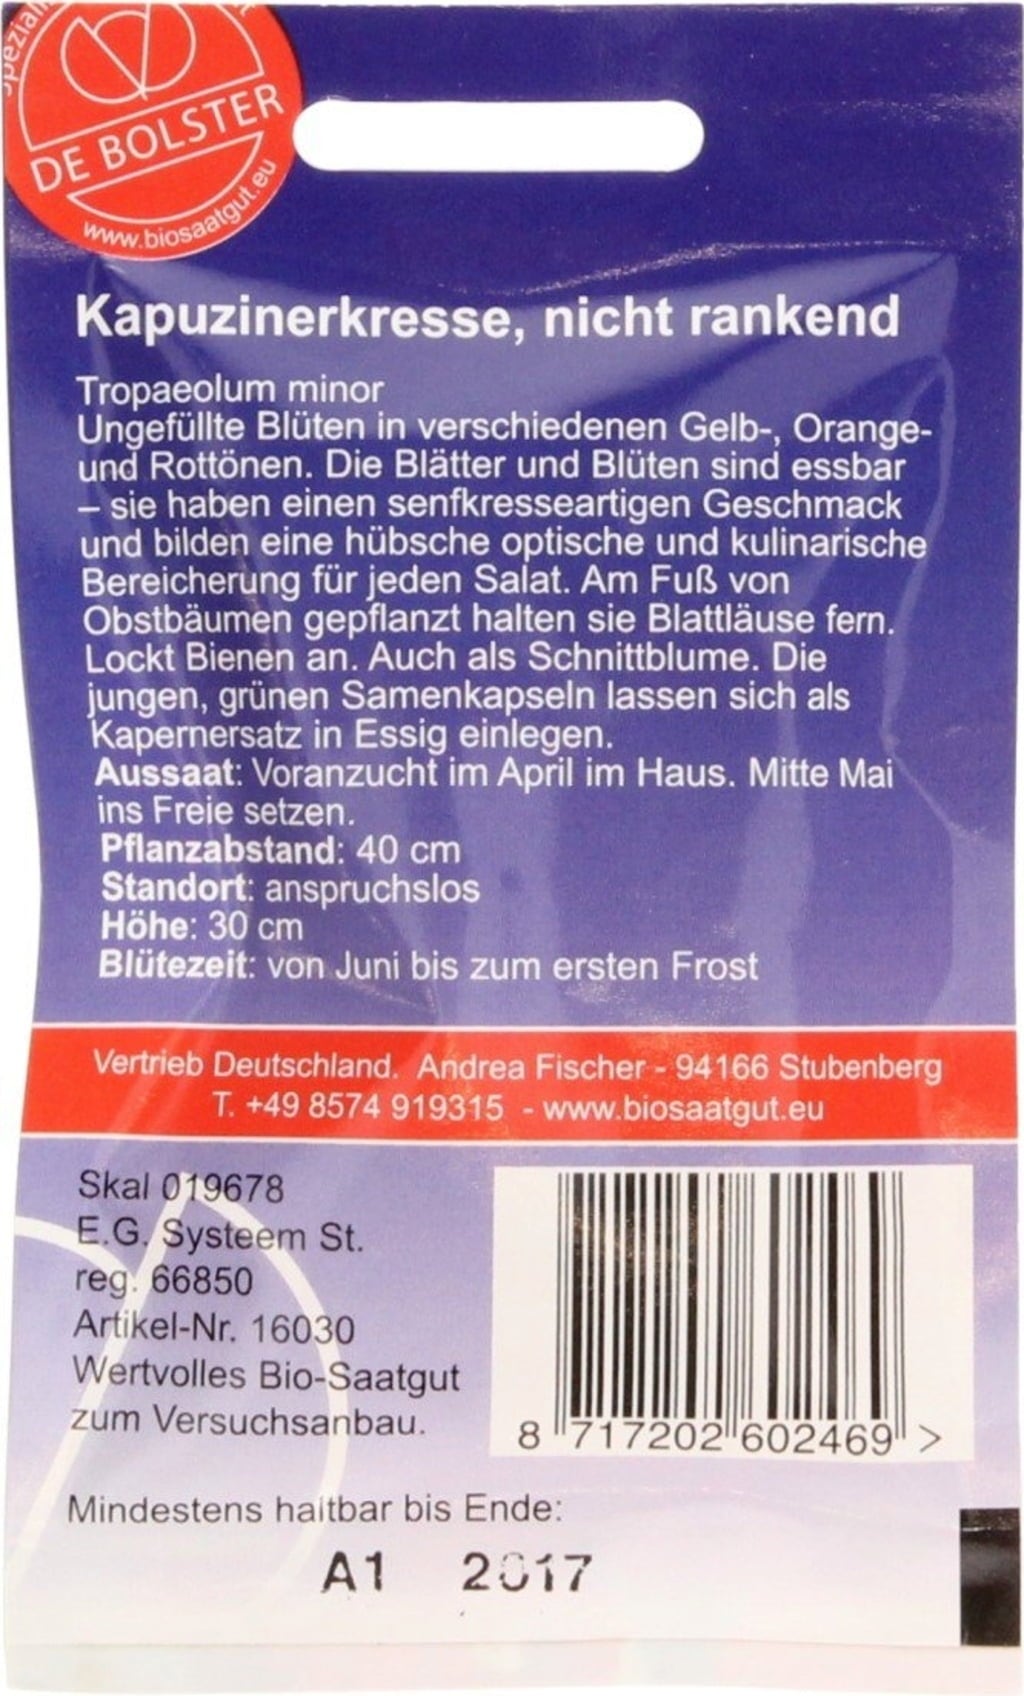 DE BOLSTER
www.biosaatgut.eu
Kapuzinerkresse, nicht rankend
Tropaeolum minor
Ungefüllte Blüten in verschiedenen Gelb-, Orange-
und Rottönen. Die Blätter und Blüten sind essbar
– sie haben einen senfkresseartigen Geschmack
und bilden eine hübsche optische und kulinarische
Bereicherung für jeden Salat. Am Fuß von
Obstbäumen gepflanzt halten sie Blattläuse fern.
Lockt Bienen an. Auch als Schnittblume. Die
jungen, grünen Samenkapseln lassen sich als
Kapernersatz in Essig einlegen.
Aussaat: Voranzucht im April im Haus. Mitte Mai
ins Freie setzen.
Pflanzabstand: 40 cm
Standort: anspruchslos
Höhe: 30 cm
Blütezeit: von Juni bis zum ersten Frost
Vertrieb Deutschland. Andrea Fischer - 94166 Stubenberg
T. +49 8574 919315 - www.biosaatgut.eu
Skal 019678
E.G. Systeem St.
reg. 66850
Artikel-Nr. 16030
Wertvolles Bio-Saatgut
zum Versuchsanbau.
8 717202 602469 >
Mindestens haltbar bis Ende:
A1 2017